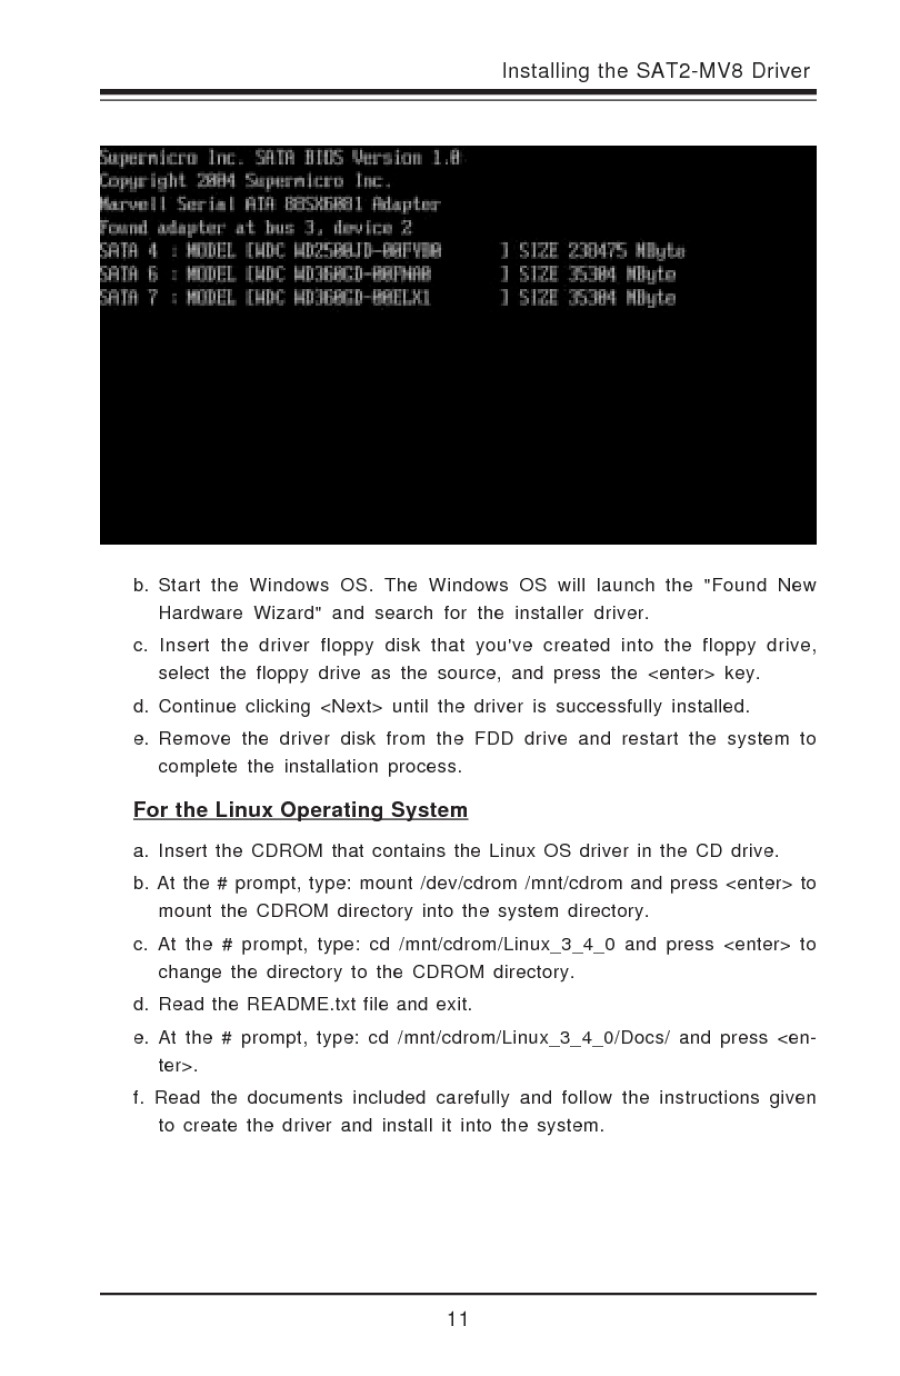 Installing the SAT2-MV8 Driver
Supermicro Inc. SATA BIOS Version 1.0
Copyright 2004 Supermicro Inc.
Marvell Serial ATA 88SX6081 Adapter
Found adapter at bus 3, device 2
SATA 4 : MODEL [WDC WD2500JD-00FYB0 ] SIZE 238475 MByte
SATA 6 : MODEL [WDC WD360GD-00FNA0 ] SIZE 35304 MByte
SATA 7 : MODEL [WDC WD360GD-00ELX1 ] SIZE 35304 MByte
b. Start the Windows OS. The Windows OS will launch the "Found New
Hardware Wizard" and search for the installer driver.
c. Insert the driver floppy disk that you've created into the floppy drive,
select the floppy drive as the source, and press the <enter> key.
d. Continue clicking <Next> until the driver is successfully installed.
e. Remove the driver disk from the FDD drive and restart the system to
complete the installation process.
For the Linux Operating System
a. Insert the CDROM that contains the Linux OS driver in the CD drive.
b. At the # prompt, type: mount /dev/cdrom /mnt/cdrom and press <enter> to
mount the CDROM directory into the system directory.
c. At the # prompt, type: cd /mnt/cdrom/Linux_3_4_0 and press <enter> to
change the directory to the CDROM directory.
d. Read the README.txt file and exit.
e. At the # prompt, type: cd /mnt/cdrom/Linux_3_4_0/Docs/ and press <en-
ter>.
f. Read the documents included carefully and follow the instructions given
to create the driver and install it into the system.
11